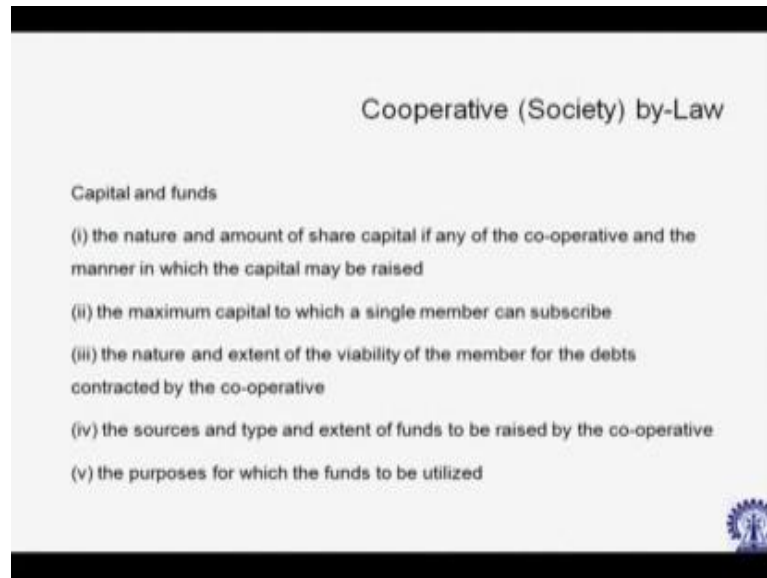 Cooperative (Society) by-Law
Capital and funds
(i) the nature and amount of share capital if any of the co-operative and the
manner in which the capital may be raised
(ii) the maximum capital to which a single member can subscribe
(iii) the nature and extent of the viability of the member for the debts
contracted by the co-operative
(iv) the sources and type and extent of funds to be raised by the co-operative
(v) the purposes for which the funds to be utilized